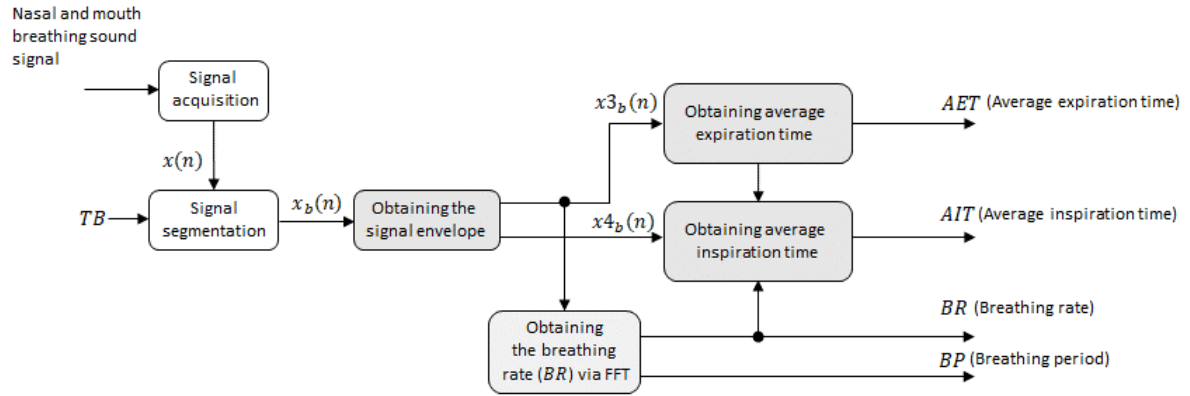 Nasal and mouth
breathing sound
signal
Signal
acquisition
x(n)
TB
Signal
segmentation
x_b(n)
Obtaining the
signal envelope
x3_b(n)
x4_b(n)
Obtaining average
expiration time
AET (Average expiration time)
Obtaining average
inspiration time
AIT (Average inspiration time)
Obtaining
the breathing
rate (BR) via FFT
BR (Breathing rate)
BP (Breathing period)